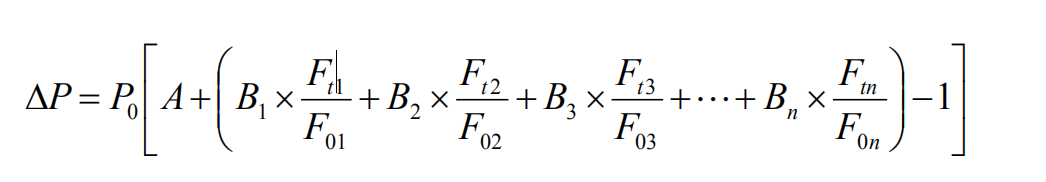 ΔP = P₀[A + (B₁ × Fₜ₁/F₀₁ + B₂ × Fₜ₂/F₀₂ + B₃ × Fₜ₃/F₀₃ + ⋯ + Bₙ × Fₜₙ/F₀ₙ) − 1]